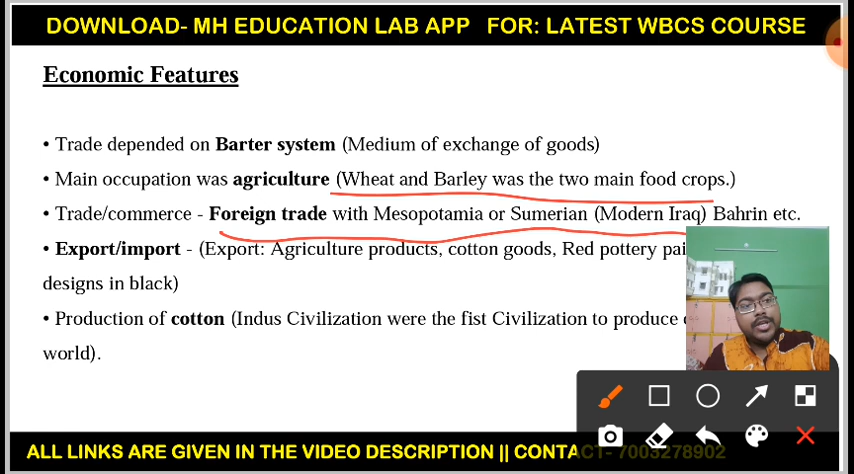 DOWNLOAD- MH EDUCATION LAB APP   FOR: LATEST WBCS COURSE
Economic Features
• Trade depended on Barter system (Medium of exchange of goods)
• Main occupation was agriculture (Wheat and Barley was the two main food crops.)
• Trade/commerce - Foreign trade with Mesopotamia or Sumerian (Modern Iraq) Bahrin etc.
• Export/import - (Export: Agriculture products, cotton goods, Red pottery
designs in black)
• Production of cotton (Indus Civilization were the fist Civilization to produce
world).
ALL LINKS ARE GIVEN IN THE VIDEO DESCRIPTION || CONTACT- 7003278902